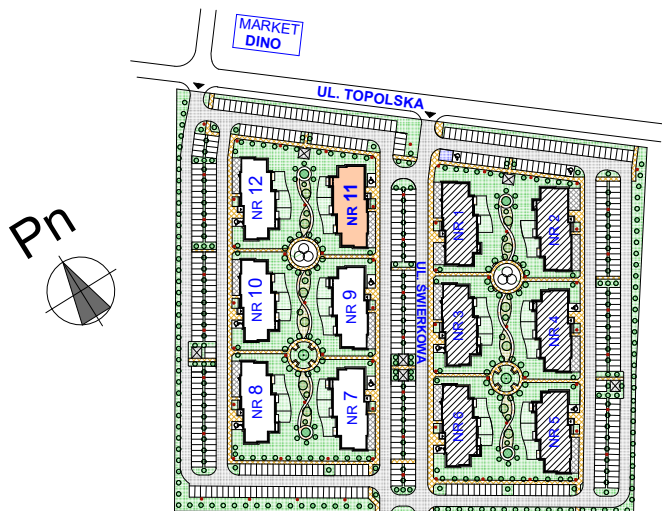 MARKET
DINO
UL. TOPOLSKA
Pn
NR 12
NR 11
NR 1
NR 2
UL. ŚWIERKOWA
NR 10
NR 9
NR 3
NR 4
NR 8
NR 7
NR 6
NR 5